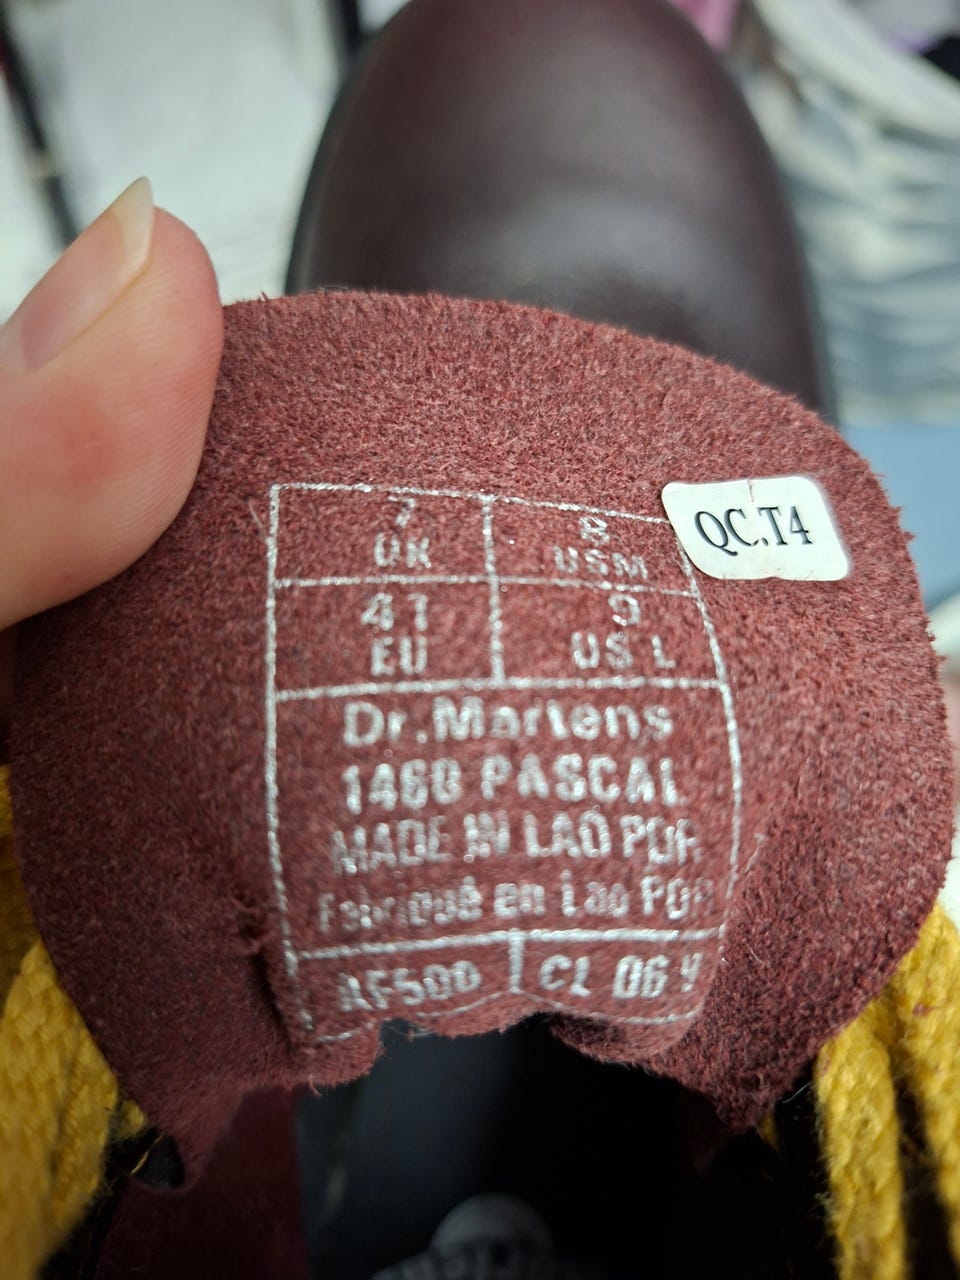 7 8 QC.T4
UK USM
41 9
EU US L
Dr.Martens
1460 PASCAL
MADE IN LAO PDR
Fabriqué en Lao PDR
AF500 CL 06